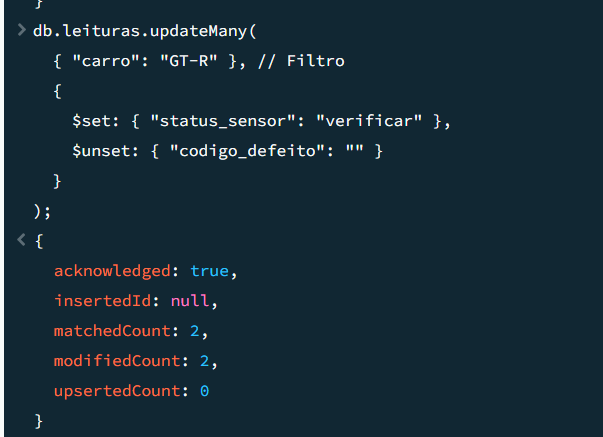 }
> db.leituras.updateMany(
{ "carro": "GT-R" }, // Filtro
{
$set: { "status_sensor": "verificar" },
$unset: { "codigo_defeito": "" }
}
);
< {
acknowledged: true,
insertedId: null,
matchedCount: 2,
modifiedCount: 2,
upsertedCount: 0
}